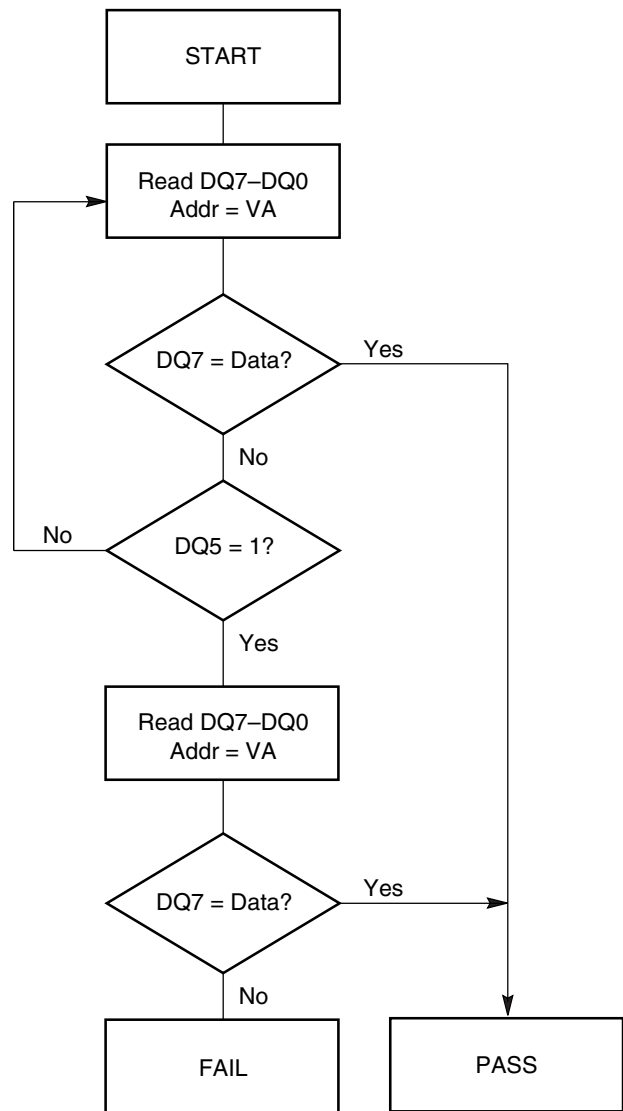 START
Read DQ7–DQ0
Addr = VA
DQ7 = Data?
Yes
No
No
DQ5 = 1?
Yes
Read DQ7–DQ0
Addr = VA
DQ7 = Data?
Yes
No
FAIL
PASS